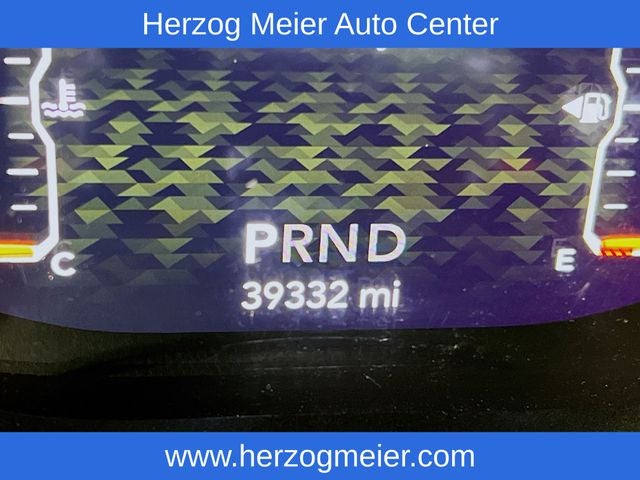 Herzog Meier Auto Center
C
PRND
E
39332 mi
www.herzogmeier.com